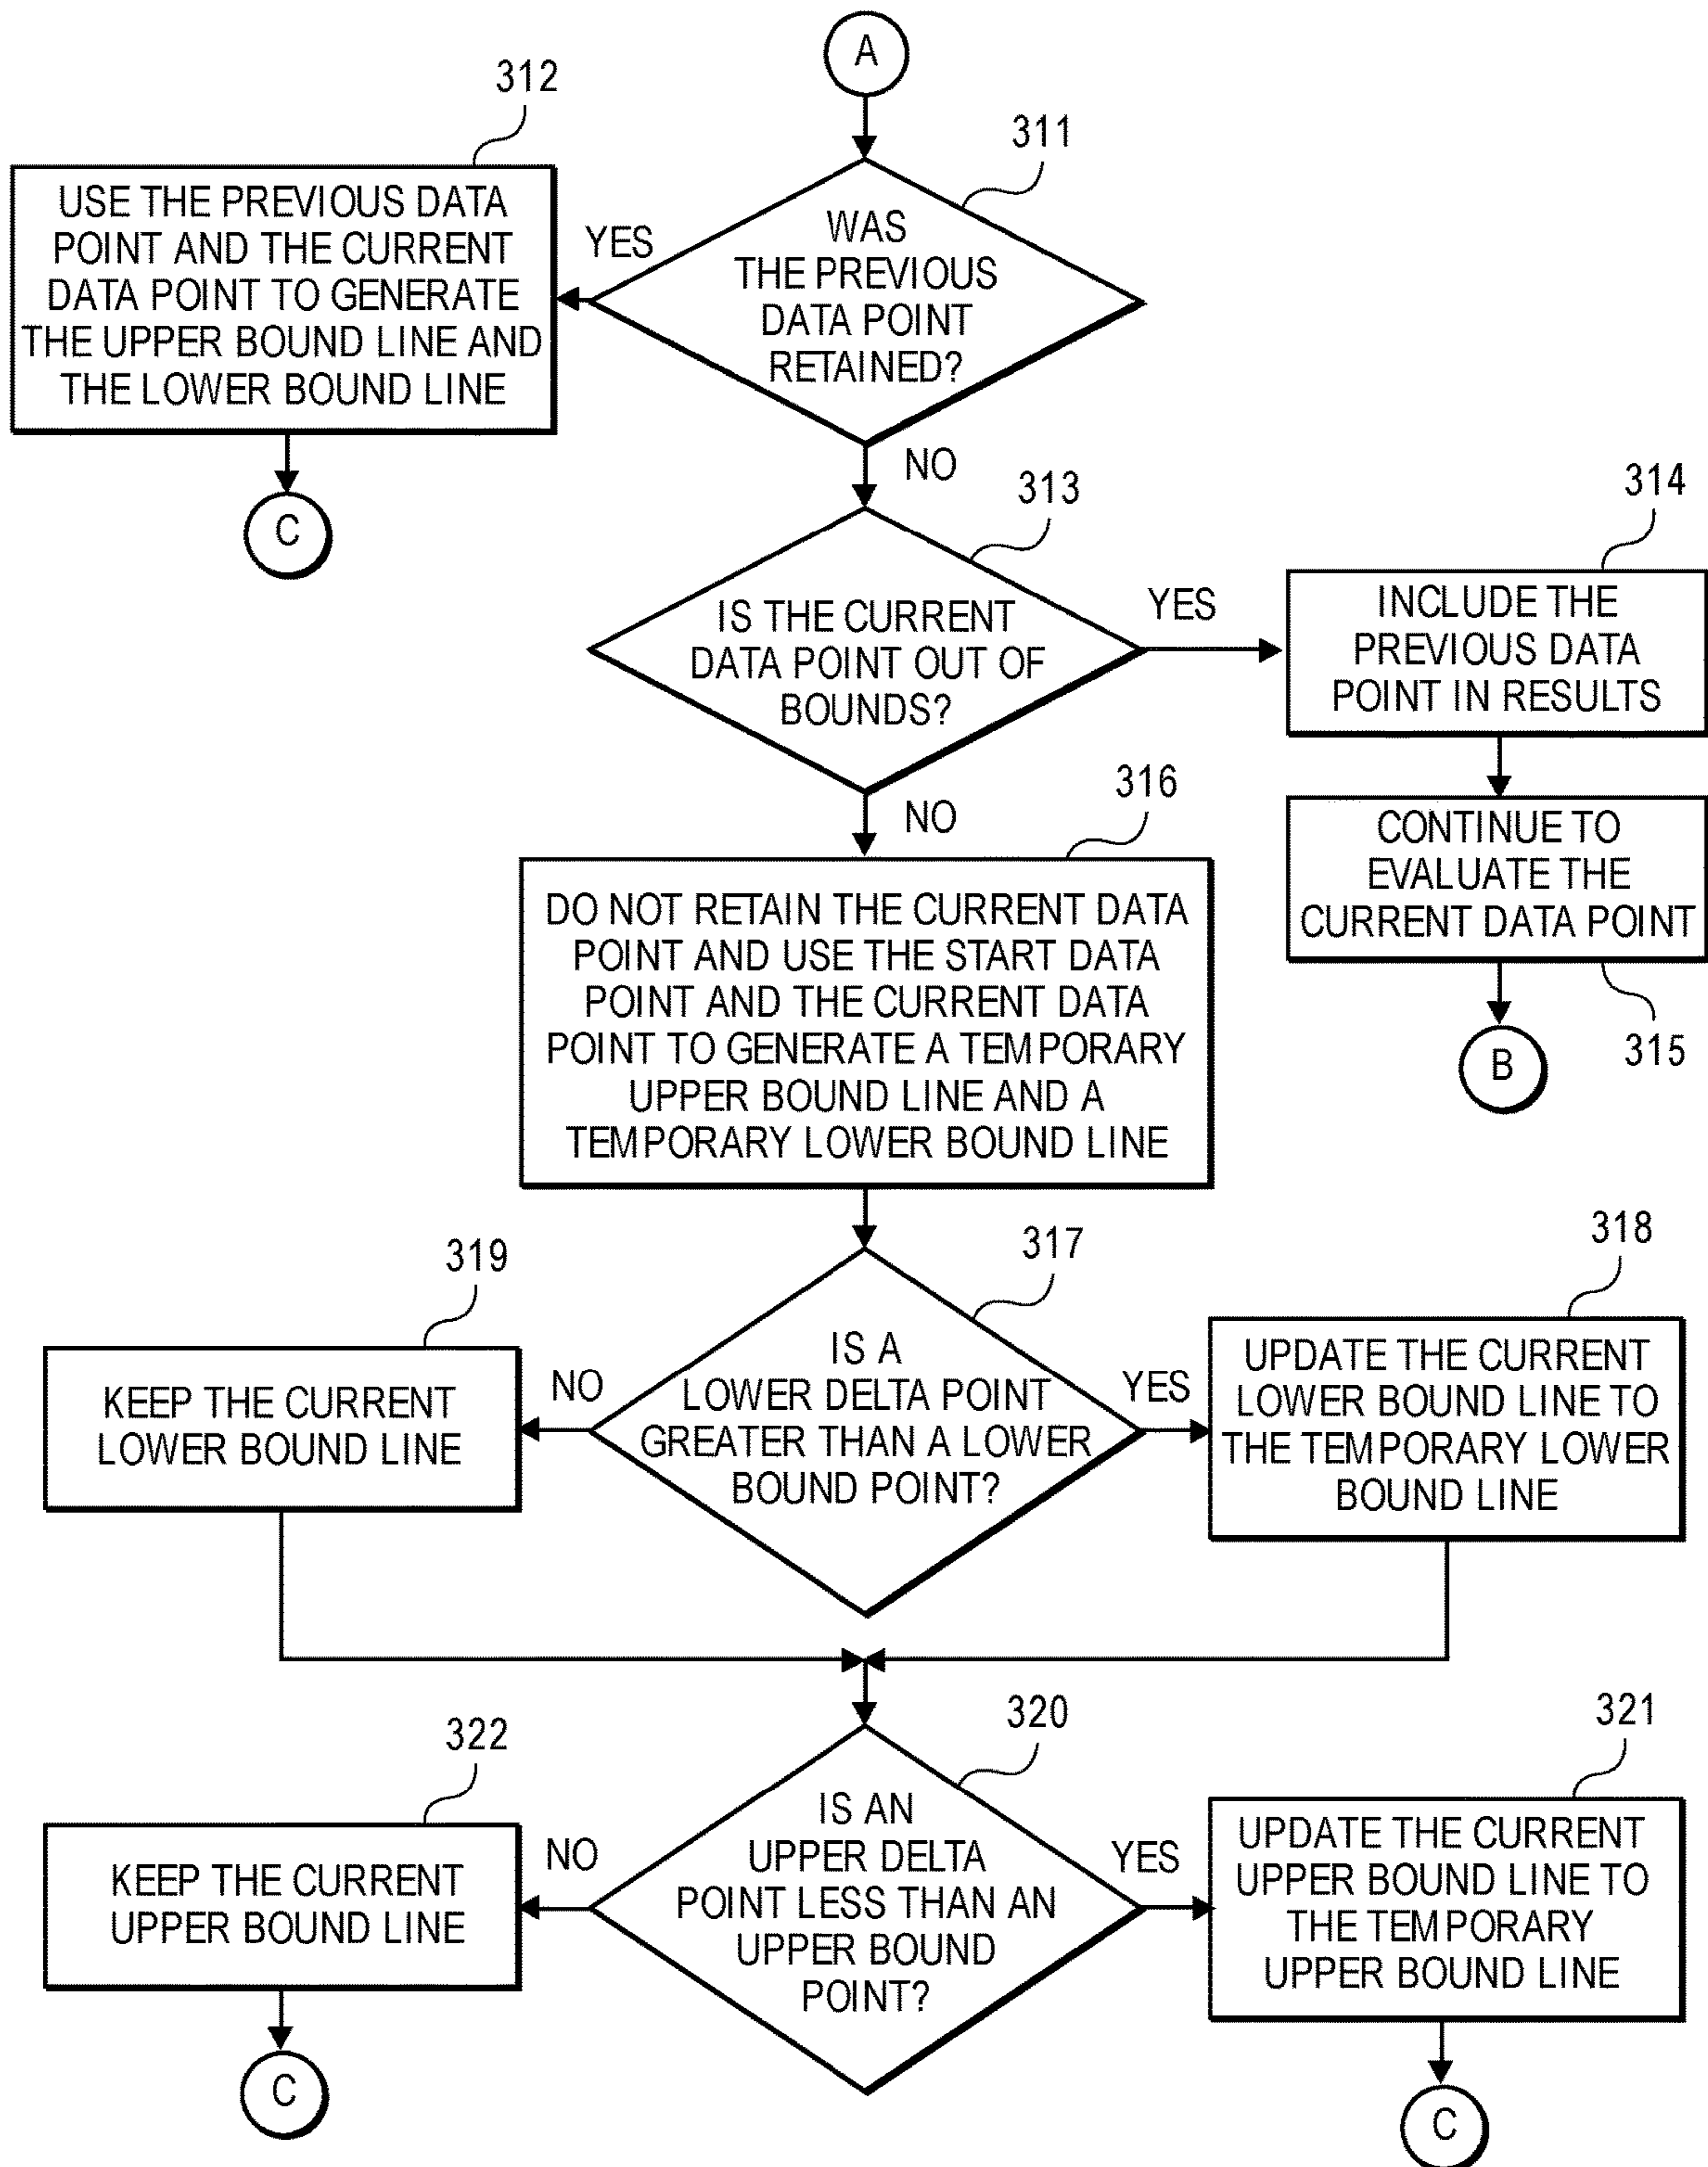 A
312
311
USE THE PREVIOUS DATA
POINT AND THE CURRENT
DATA POINT TO GENERATE
THE UPPER BOUND LINE AND
THE LOWER BOUND LINE
YES
WAS
THE PREVIOUS
DATA POINT
RETAINED?
C
NO
313
314
IS THE CURRENT
DATA POINT OUT OF
BOUNDS?
YES
INCLUDE THE
PREVIOUS DATA
POINT IN RESULTS
NO
316
CONTINUE TO
EVALUATE THE
CURRENT DATA POINT
315
B
DO NOT RETAIN THE CURRENT DATA
POINT AND USE THE START DATA
POINT AND THE CURRENT DATA
POINT TO GENERATE A TEMPORARY
UPPER BOUND LINE AND A
TEMPORARY LOWER BOUND LINE
319
317
318
KEEP THE CURRENT
LOWER BOUND LINE
NO
IS A
LOWER DELTA POINT
GREATER THAN A LOWER
BOUND POINT?
YES
UPDATE THE CURRENT
LOWER BOUND LINE TO
THE TEMPORARY LOWER
BOUND LINE
322
320
321
KEEP THE CURRENT
UPPER BOUND LINE
NO
IS AN
UPPER DELTA
POINT LESS THAN AN
UPPER BOUND
POINT?
YES
UPDATE THE CURRENT
UPPER BOUND LINE TO
THE TEMPORARY
UPPER BOUND LINE
C
C